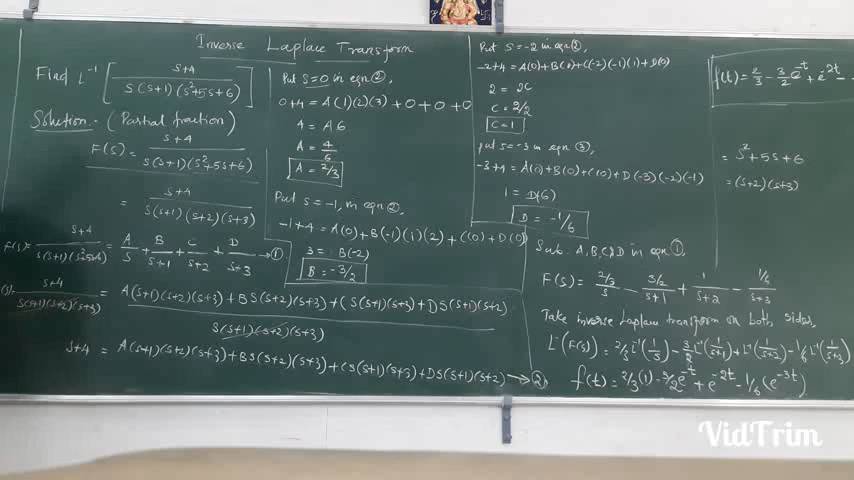 Inverse Laplace Transform
Find L⁻¹ [ s+4 / s(s+1)(s²+5s+6) ]
Solution - (Partial fraction)
F(s) = s+4 / s(s+1)(s²+5s+6)
= s+4 / s(s+1)(s+2)(s+3)
F(s) = s+4 / s(s+1)(s²+5s+6) = A/s + B/s+1 + C/s+2 + D/s+3 → ①
s+4 / s(s+1)(s+2)(s+3) = A(s+1)(s+2)(s+3) + BS(s+2)(s+3) + CS(s+1)(s+3) + DS(s+1)(s+2) / s(s+1)(s+2)(s+3)
s+4 = A(s+1)(s+2)(s+3) + BS(s+2)(s+3) + CS(s+1)(s+3) + DS(s+1)(s+2) → ②
Put s=0 in eqn ②,
0+4 = A(1)(2)(3) + 0 + 0 + 0
4 = A6
A = 4/6
A = 2/3
Put s=-1, in eqn ②,
-1+4 = A(0) + B(-1)(1)(2) + C(0) + D(0)
3 = B(-2)
B = -3/2
Put s=-2 in eqn ②,
-2+4 = A(0) + B(0) + C(-2)(-1)(1) + D(0)
2 = 2C
C = 2/2
C = 1
put s=-3 in eqn ②,
-3+4 = A(0) + B(0) + C(0) + D(-3)(-2)(-1)
1 = D(-6)
D = -1/6
Sub. A, B, C & D in eqn ①,
F(s) = 2/3 / s - 3/2 / s+1 + 1 / s+2 - 1/6 / s+3
Take inverse Laplace transform on both sides,
L⁻¹(F(s)) = 2/3 L⁻¹(1/s) - 3/2 L⁻¹(1/s+1) + L⁻¹(1/s+2) - 1/6 L⁻¹(1/s+3)
f(t) = 2/3 (1) - 3/2 e^-t + e^-2t - 1/6 (e^-3t)
f(t) = 2/3 - 3/2 e^-t + e^-2t -
= s² + 5s + 6
= (s+2)(s+3)
VidTrim